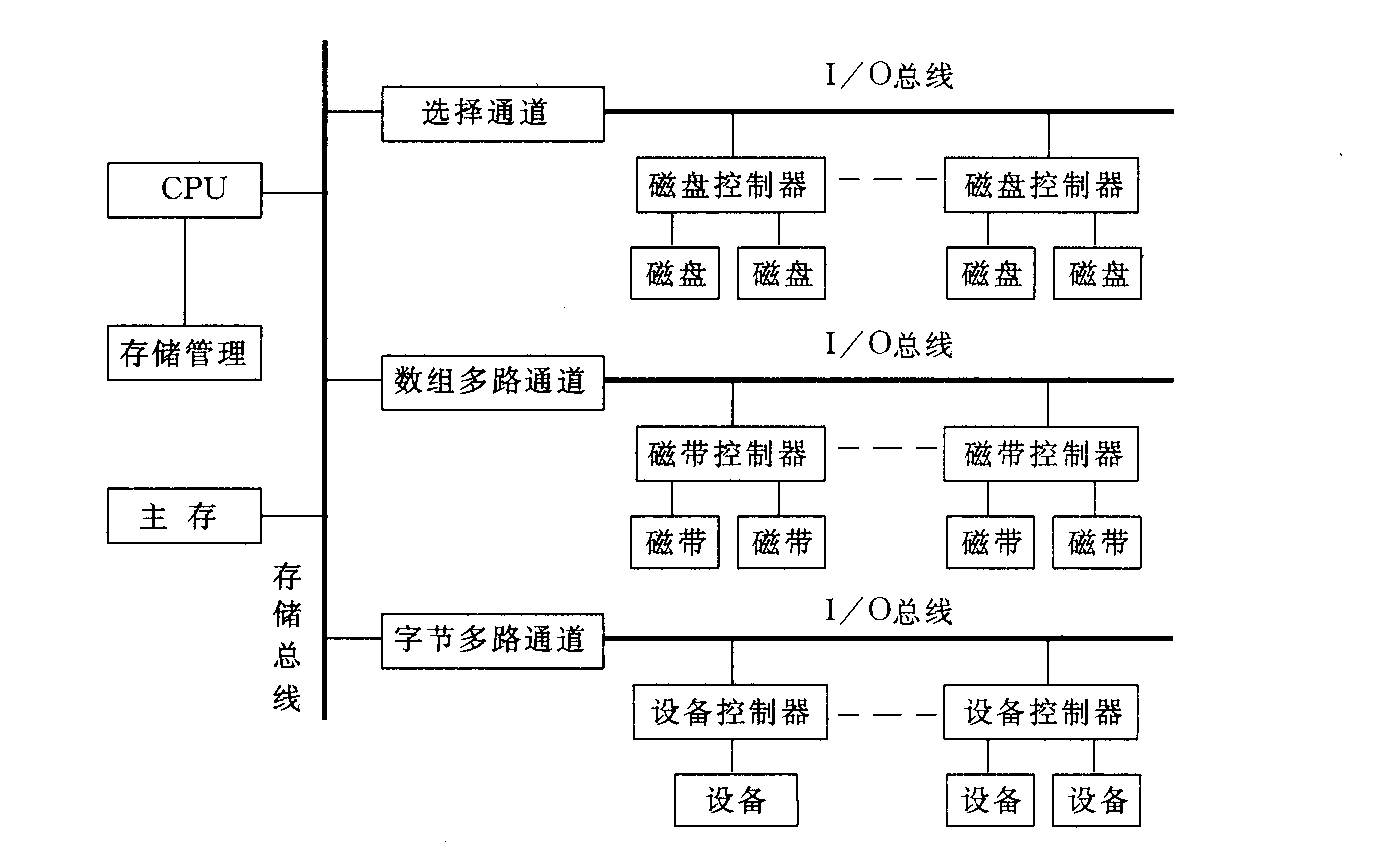 I/O总线
选择通道
CPU
磁盘控制器
磁盘控制器
磁盘
磁盘
磁盘
磁盘
存储管理
I/O总线
数组多路通道
磁带控制器
磁带控制器
主存
磁带
磁带
磁带
磁带
存储总线
I/O总线
字节多路通道
设备控制器
设备控制器
设备
设备
设备